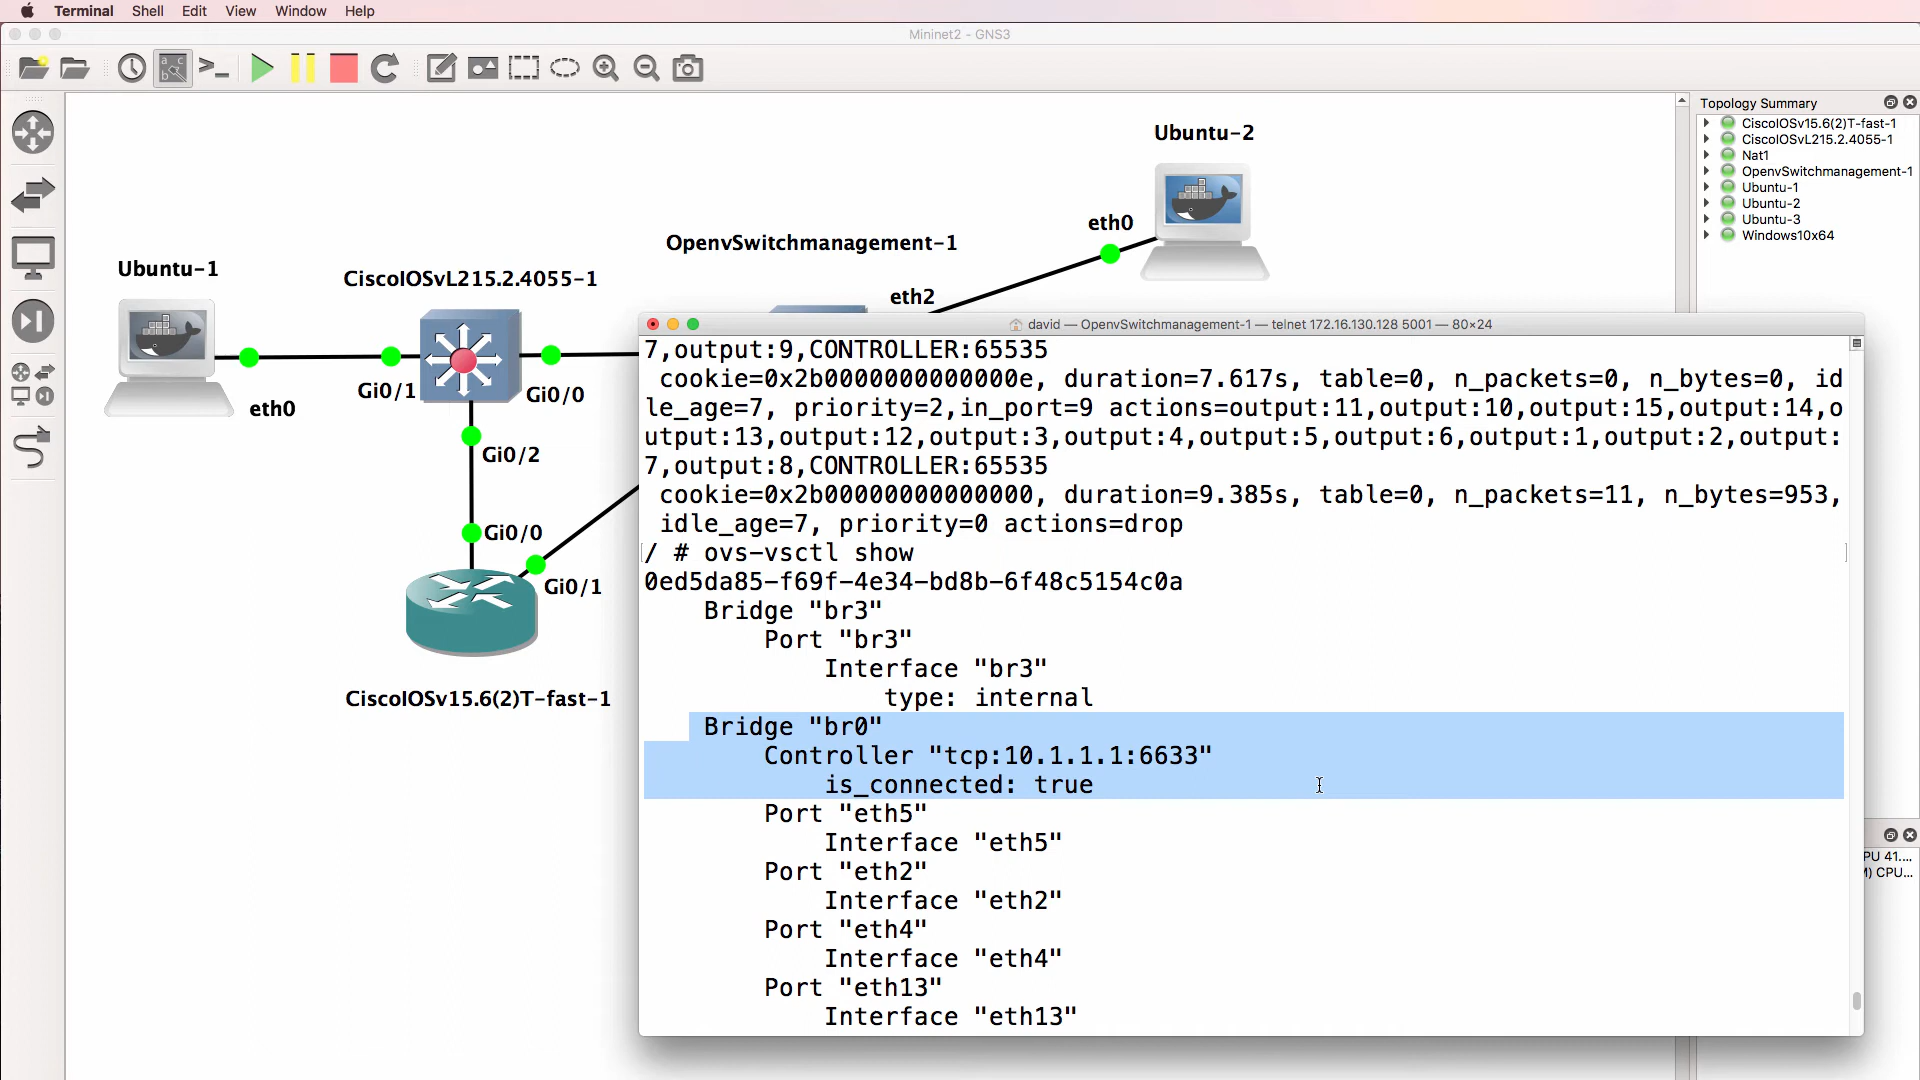 Terminal Shell Edit View Window Help
Mininet2 - GNS3
Topology Summary
CiscoIOSv15.6(2)T-fast-1
CiscoIOSvL215.2.4055-1
Nat1
OpenvSwitchmanagement-1
Ubuntu-1
Ubuntu-2
Ubuntu-3
Windows10x64
Ubuntu-2
eth0
OpenvSwitchmanagement-1
eth2
Ubuntu-1
CiscoIOSvL215.2.4055-1
Gi0/1
Gi0/0
eth0
Gi0/2
Gi0/0
Gi0/1
CiscoIOSv15.6(2)T-fast-1
david — OpenvSwitchmanagement-1 — telnet 172.16.130.128 5001 — 80×24
7,output:9,CONTROLLER:65535
cookie=0x2b0000000000000e, duration=7.617s, table=0, n_packets=0, n_bytes=0, id
le_age=7, priority=2,in_port=9 actions=output:11,output:10,output:15,output:14,o
utput:13,output:12,output:3,output:4,output:5,output:6,output:1,output:2,output:
7,output:8,CONTROLLER:65535
cookie=0x2b00000000000000, duration=9.385s, table=0, n_packets=11, n_bytes=953,
idle_age=7, priority=0 actions=drop
/ # ovs-vsctl show
0ed5da85-f69f-4e34-bd8b-6f48c5154c0a
Bridge "br3"
Port "br3"
Interface "br3"
type: internal
Bridge "br0"
Controller "tcp:10.1.1.1:6633"
is_connected: true
Port "eth5"
Interface "eth5"
Port "eth2"
Interface "eth2"
Port "eth4"
Interface "eth4"
Port "eth13"
Interface "eth13"
PU 41....
CPU...